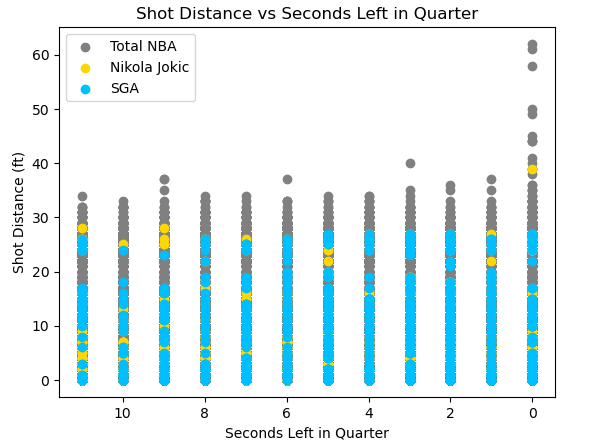 Shot Distance vs Seconds Left in Quarter
Total NBA
Nikola Jokic
SGA
Shot Distance (ft)
60
50
40
30
20
10
0
10 8 6 4 2 0
Seconds Left in Quarter